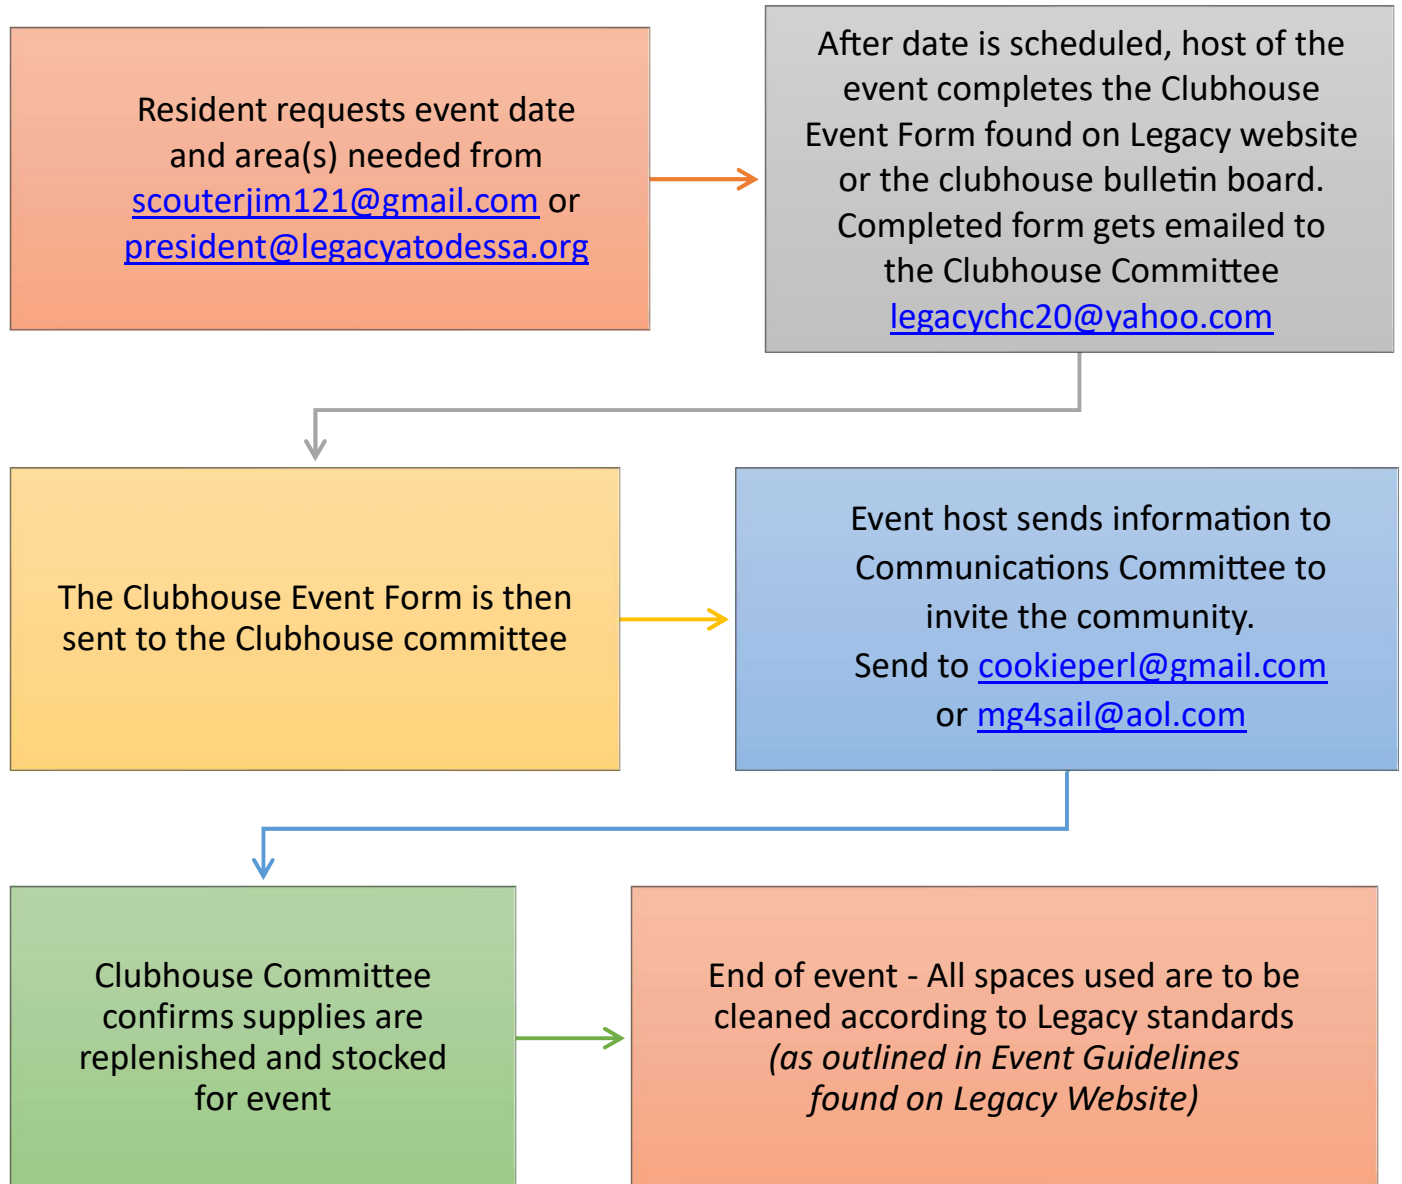 Resident requests event date
and area(s) needed from
scouterjim121@gmail.com or
president@legacyatodessa.org
After date is scheduled, host of the
event completes the Clubhouse
Event Form found on Legacy website
or the clubhouse bulletin board.
Completed form gets emailed to
the Clubhouse Committee
legacychc20@yahoo.com
The Clubhouse Event Form is then
sent to the Clubhouse committee
Event host sends information to
Communications Committee to
invite the community.
Send to cookieperl@gmail.com
or mg4sail@aol.com
Clubhouse Committee
confirms supplies are
replenished and stocked
for event
End of event - All spaces used are to be
cleaned according to Legacy standards
(as outlined in Event Guidelines
found on Legacy Website)